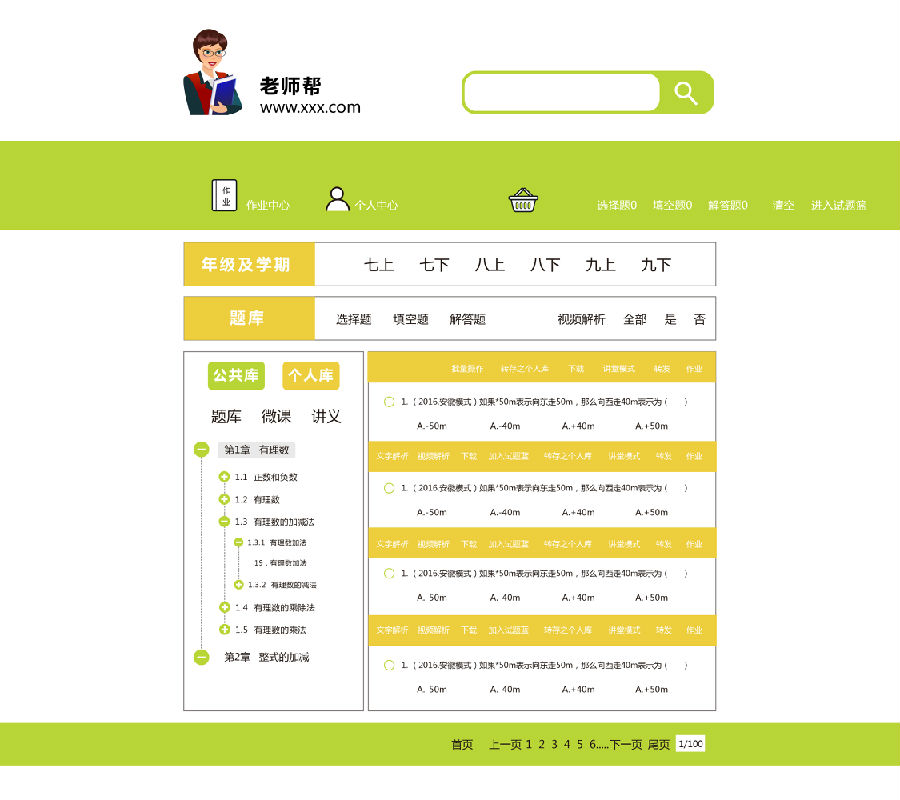 老师帮
www.xxx.com
作业
作业中心
个人中心
选择题0 填空题0 解答题0 清空 进入试题篮
年级及学期 七上 七下 八上 八下 九上 九下
题库 选择题 填空题 解答题 视频解析 全部 是 否
公共库 个人库
题库 微课 讲义
第1章 有理数
1.1 正数和负数
1.2 有理数
1.3 有理数的加减法
1.3.1 有理数加法
1S，有理数加法
1.3.2 有理数的减法
1.4 有理数的乘除法
1.5 有理数的乘法
第2章 整式的加减
批量操作 转存之个人库 下载 讲堂模式 转发 作业
1.（2016.安徽模式）如果*50m表示向东走50m，那么向西走40m表示为（ ）
A.-50m A.-40m A.+40m A.+50m
文字解析 视频解析 下载 加入试题蓝 转存之个人库 讲堂模式 转发 作业
1.（2016.安徽模式）如果*50m表示向东走50m，那么向西走40m表示为（ ）
A.-50m A.-40m A.+40m A.+50m
文字解析 视频解析 下载 加入试题蓝 转存之个人库 讲堂模式 转发 作业
1.（2016.安徽模式）如果*50m表示向东走50m，那么向西走40m表示为（ ）
A.-50m A.-40m A.+40m A.+50m
文字解析 视频解析 下载 加入试题蓝 转存之个人库 讲堂模式 转发 作业
1.（2016.安徽模式）如果*50m表示向东走50m，那么向西走40m表示为（ ）
A.-50m A.-40m A.+40m A.+50m
首页 上一页 1 2 3 4 5 6.....下一页 尾页 1/100